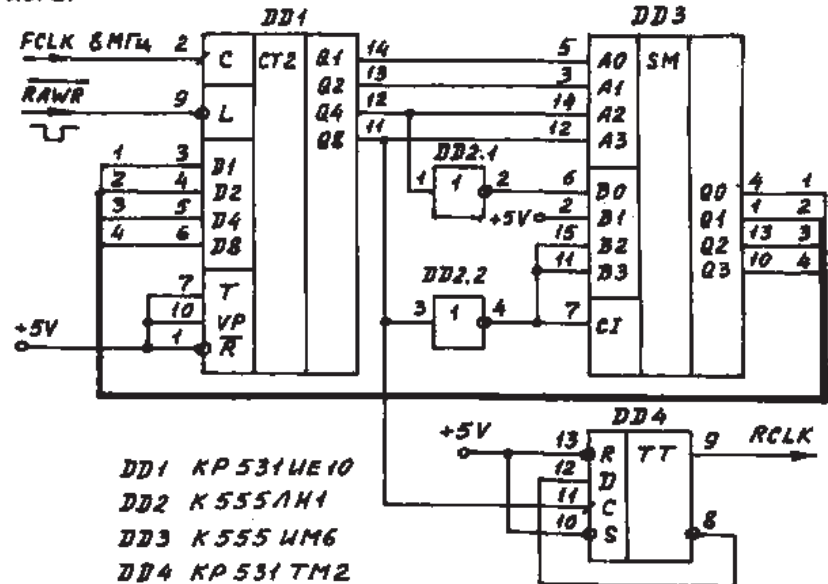 DD1
DD3
FCLK 8МГц
2
C
CT2
Q1
14
5
A0
SM
Q2
13
3
A1
RAWR
9
L
Q4
12
14
A2
Q8
11
12
A3
DD2.1
1
3
D1
1
1
2
6
B0
Q0
4
1
2
4
D2
+5V
2
B1
Q1
1
2
3
5
D4
15
B2
Q2
13
3
4
6
D8
11
B3
Q3
10
4
DD2.2
7
T
3
1
4
7
CI
10
VP
+5V
1
R
DD4
+5V
13
R
TT
9
RCLK
12
D
11
C
10
S
8
DD1 КР531ИЕ10
DD2 К555ЛН1
DD3 К555ИМ6
DD4 КР531ТМ2